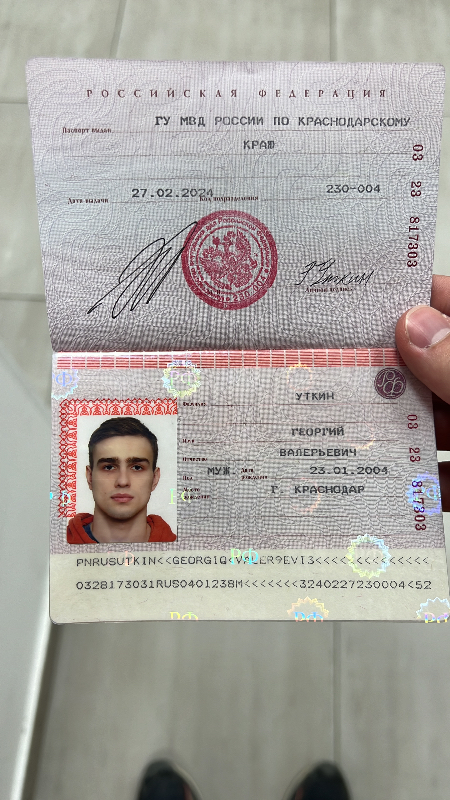 РОССИЙСКАЯ ФЕДЕРАЦИЯ
Паспорт выдан ГУ МВД РОССИИ ПО КРАСНОДАРСКОМУ
КРАЮ
Дата выдачи 27.02.2024 Код подразделения 230-004
03 23 817303
Личный подпись
Фамилия УТКИН
Имя ГЕОРГИЙ
Отчество ВАЛЕРЬЕВИЧ
Пол МУЖ. Дата рождения 23.01.2004
Место рождения Г. КРАСНОДАР
03 23 817303
PNRUSUTKIN<<GEORG1Q<VALER9EVI3<<<<<<<<<<<<<<
0328173031RUS0401238M<<<<<<<3240227230004<52